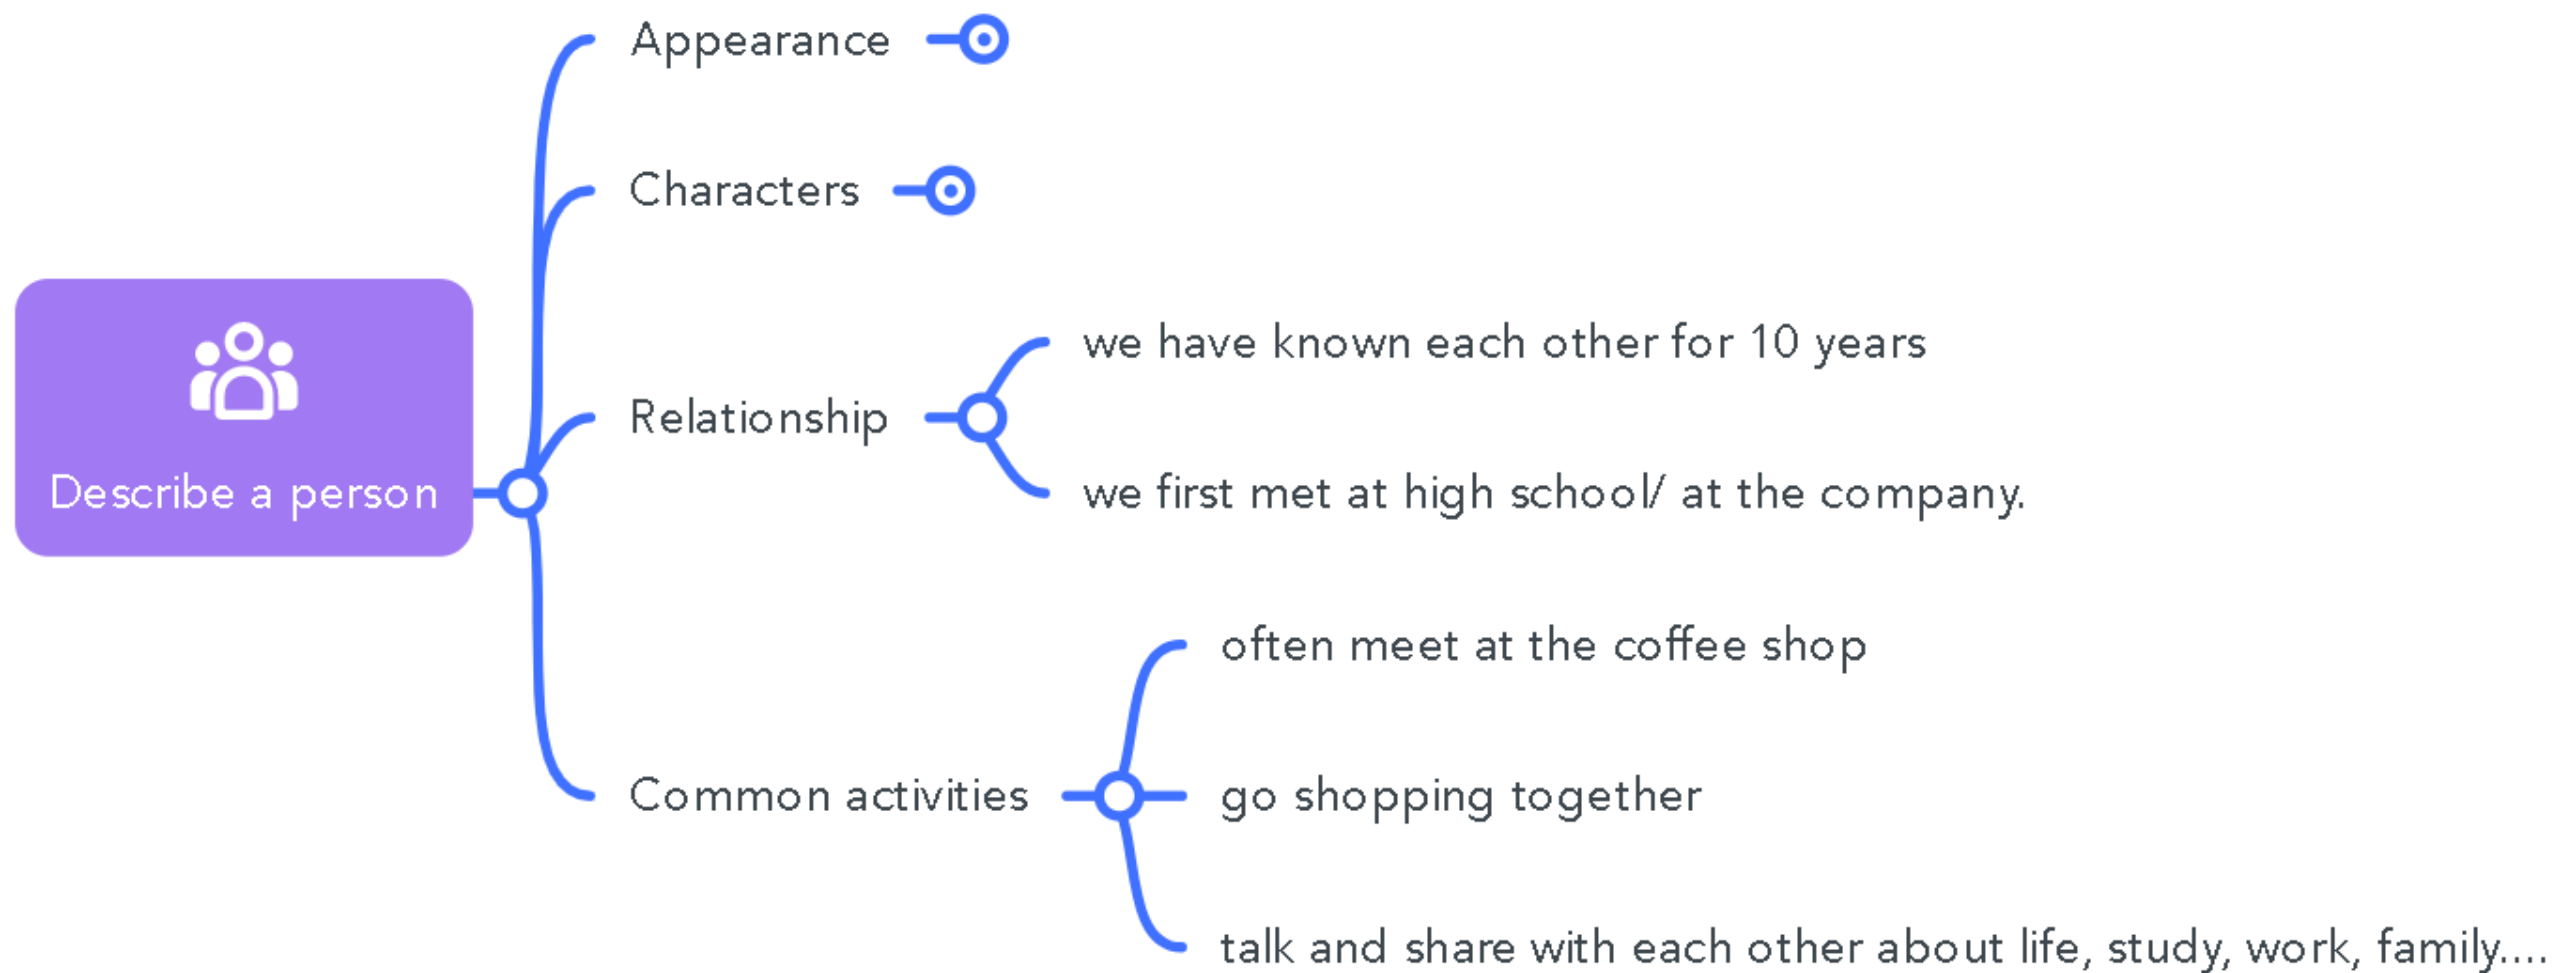 Appearance
Characters
Describe a person
Relationship
we have known each other for 10 years
we first met at high school/ at the company.
Common activities
often meet at the coffee shop
go shopping together
talk and share with each other about life, study, work, family....